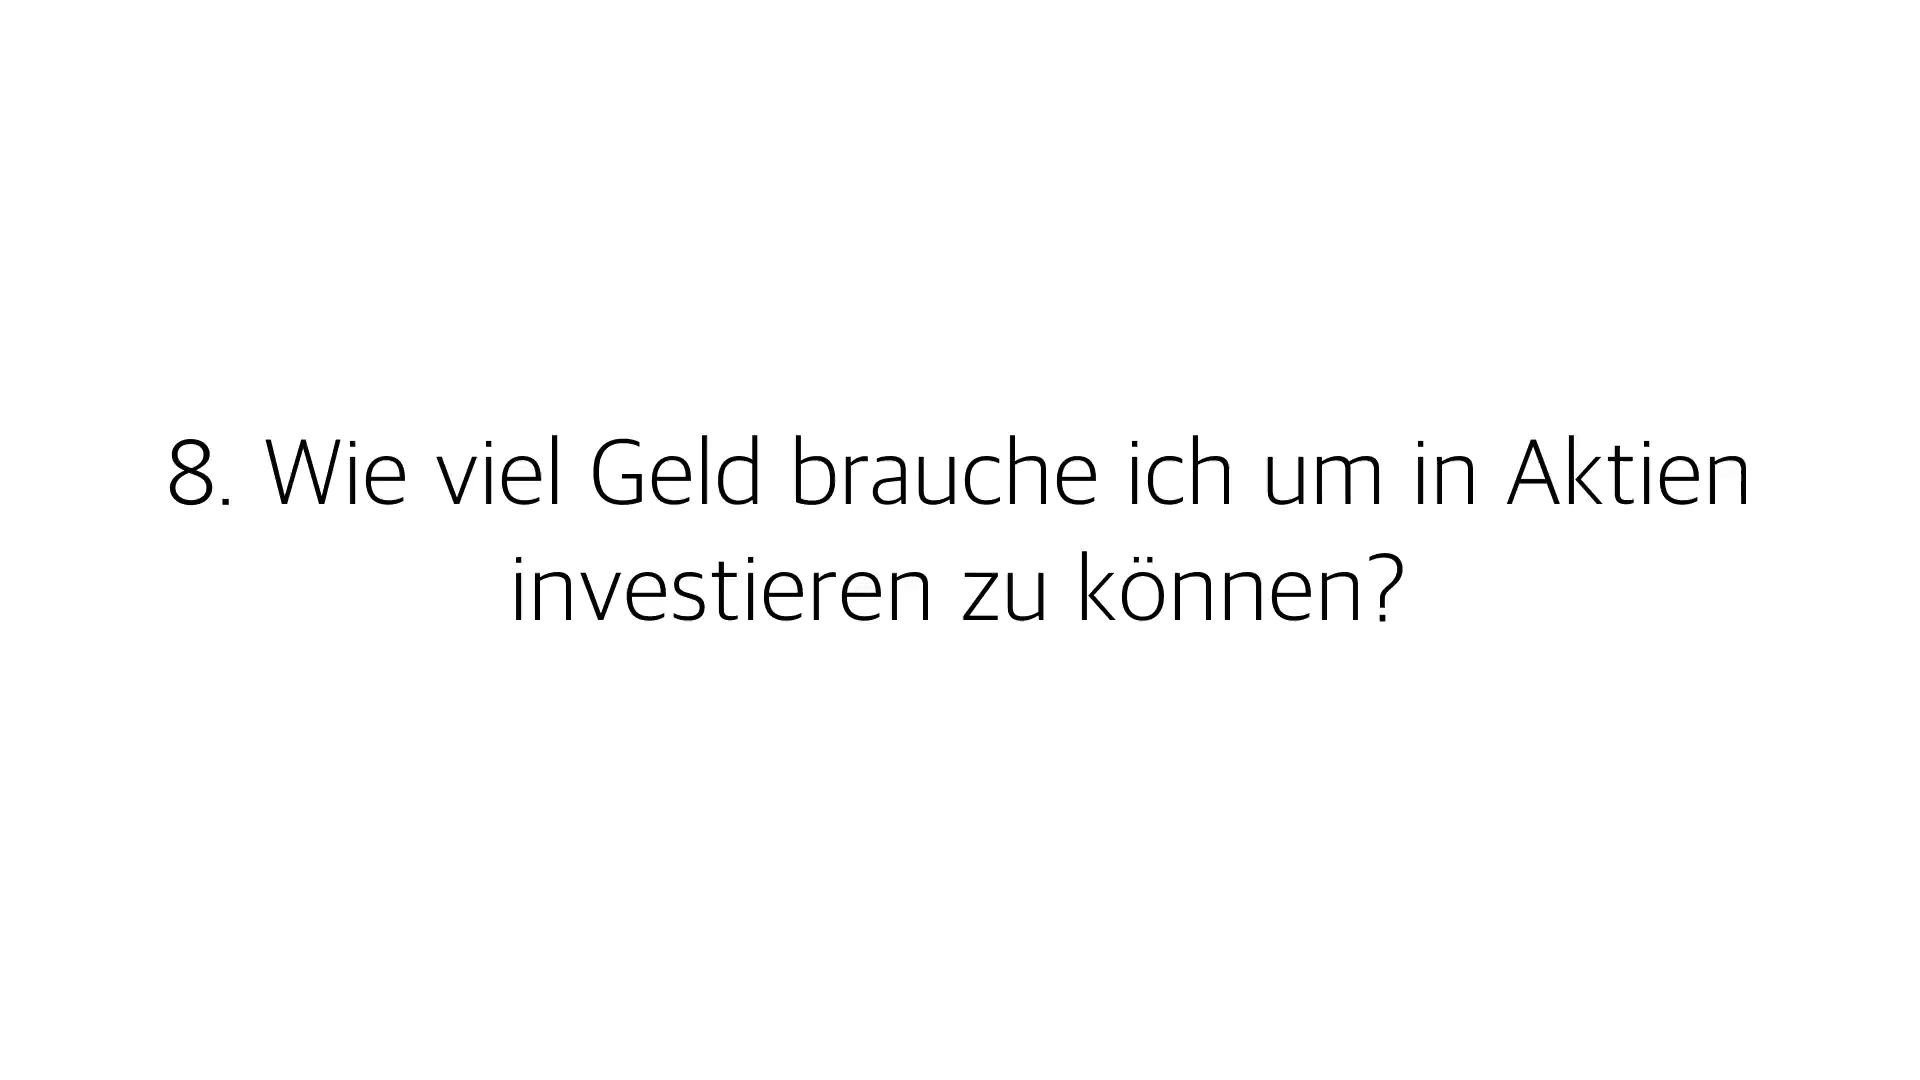 8. Wie viel Geld brauche ich um in Aktien
investieren zu können?